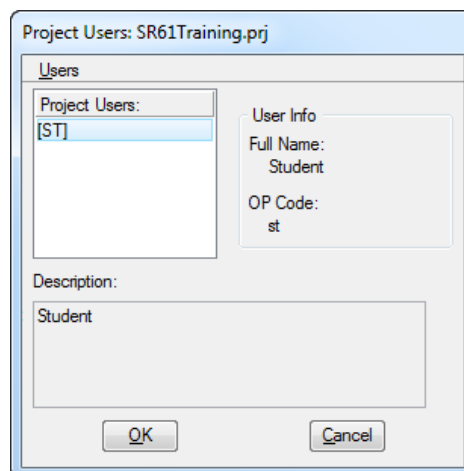 Project Users: SR61Training.prj
Users
Project Users:
[ST]
User Info
Full Name:
Student
OP Code:
st
Description:
Student
OK
Cancel